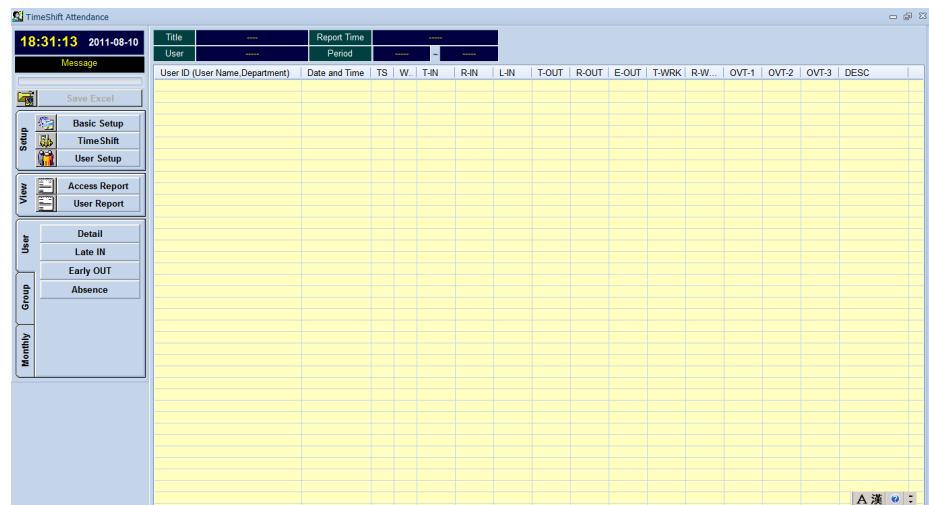 TimeShift Attendance
18:31:13 2011-08-10
Message
Save Excel
Setup
Basic Setup
TimeShift
User Setup
View
Access Report
User Report
User
Group
Monthly
Detail
Late IN
Early OUT
Absence
Title ---- Report Time -----
User ----- Period ----- ~ -----
User ID (User Name,Department) Date and Time TS W.. T-IN R-IN L-IN T-OUT R-OUT E-OUT T-WRK R-W... OVT-1 OVT-2 OVT-3 DESC
A 漢